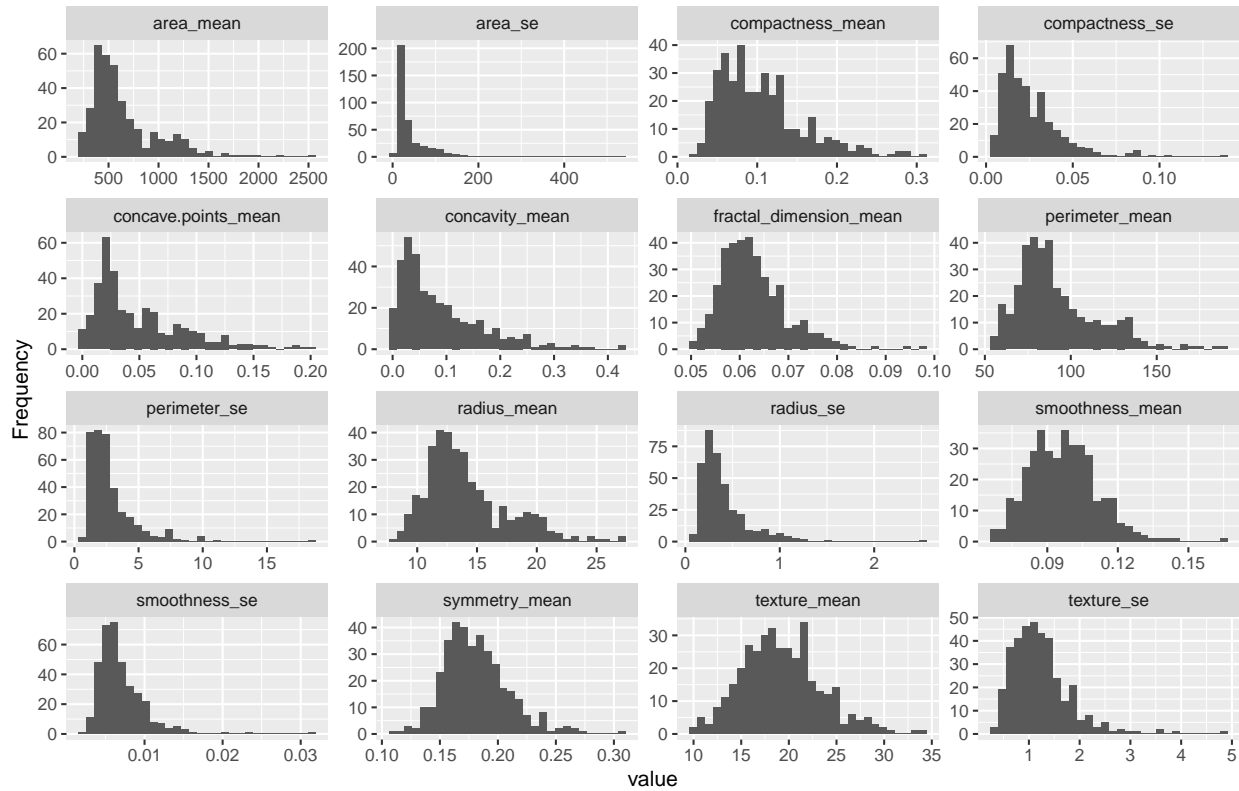 area_mean area_se compactness_mean compactness_se
60 40 20 0
200 150 100 50 0
40 30 20 10 0
60 40 20 0
500 1000 1500 2000 2500
0 200 400
0.0 0.1 0.2 0.3
0.00 0.05 0.10
concave.points_mean concavity_mean fractal_dimension_mean perimeter_mean
60 40 20 0
40 20 0
40 30 20 10 0
40 30 20 10 0
0.00 0.05 0.10 0.15 0.20
0.0 0.1 0.2 0.3 0.4
0.05 0.06 0.07 0.08 0.09 0.10
50 100 150
Frequency
perimeter_se radius_mean radius_se smoothness_mean
80 60 40 20 0
40 30 20 10 0
75 50 25 0
30 20 10 0
0 5 10 15
10 15 20 25
0 1 2
0.09 0.12 0.15
smoothness_se symmetry_mean texture_mean texture_se
60 40 20 0
40 30 20 10 0
30 20 10 0
50 40 30 20 10 0
0.01 0.02 0.03
0.10 0.15 0.20 0.25 0.30
10 15 20 25 30 35
1 2 3 4 5
value